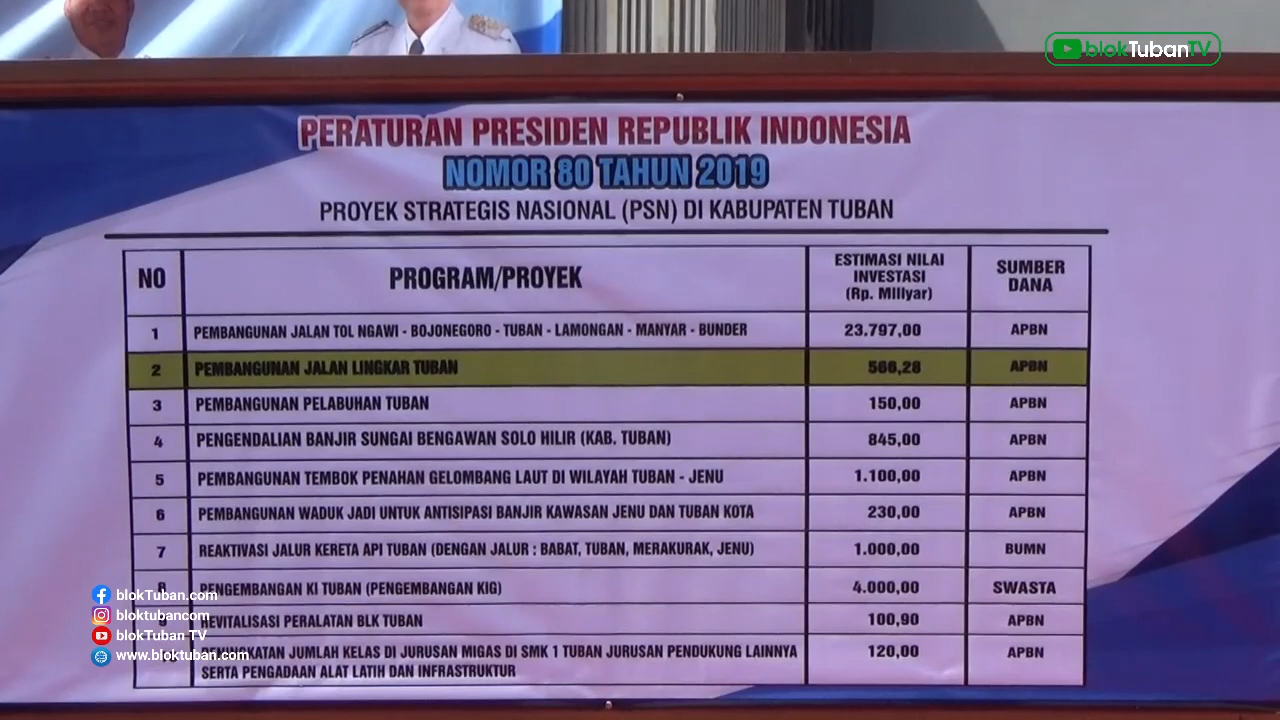 blokTubanTV
PERATURAN PRESIDEN REPUBLIK INDONESIA
NOMOR 80 TAHUN 2019
PROYEK STRATEGIS NASIONAL (PSN) DI KABUPATEN TUBAN
NO PROGRAM/PROYEK ESTIMASI NILAI INVESTASI (Rp. Miliyar) SUMBER DANA
1 PEMBANGUNAN JALAN TOL NGAWI - BOJONEGORO - TUBAN - LAMONGAN - MANYAR - BUNDER 23.797,00 APBN
2 PEMBANGUNAN JALAN LINGKAR TUBAN 566,28 APBN
3 PEMBANGUNAN PELABUHAN TUBAN 150,00 APBN
4 PENGENDALIAN BANJIR SUNGAI BENGAWAN SOLO HILIR (KAB. TUBAN) 845,00 APBN
5 PEMBANGUNAN TEMBOK PENAHAN GELOMBANG LAUT DI WILAYAH TUBAN - JENU 1.100,00 APBN
6 PEMBANGUNAN WADUK JADI UNTUK ANTISIPASI BANJIR KAWASAN JENU DAN TUBAN KOTA 230,00 APBN
7 REAKTIVASI JALUR KERETA API TUBAN (DENGAN JALUR : BABAT, TUBAN, MERAKURAK, JENU) 1.000,00 BUMN
8 PENGEMBANGAN KI TUBAN (PENGEMBANGAN KIG) 4.000,00 SWASTA
9 REVITALISASI PERALATAN BLK TUBAN 100,90 APBN
JUMLAH KELAS DI JURUSAN MIGAS DI SMK 1 TUBAN JURUSAN PENDUKUNG LAINNYA 120,00 APBN
SERTA PENGADAAN ALAT LATIH DAN INFRASTRUKTUR
blokTuban.com
bloktubancom
blokTuban TV
www.bloktuban.com